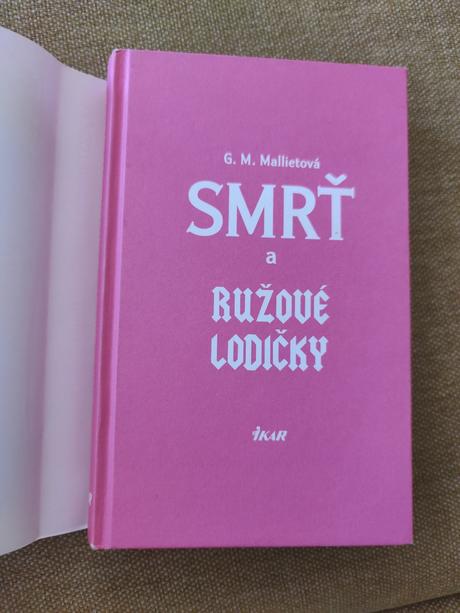 G. M. Mallietová
SMRŤ
a
RUŽOVÉ
LODIČKY
IKAR